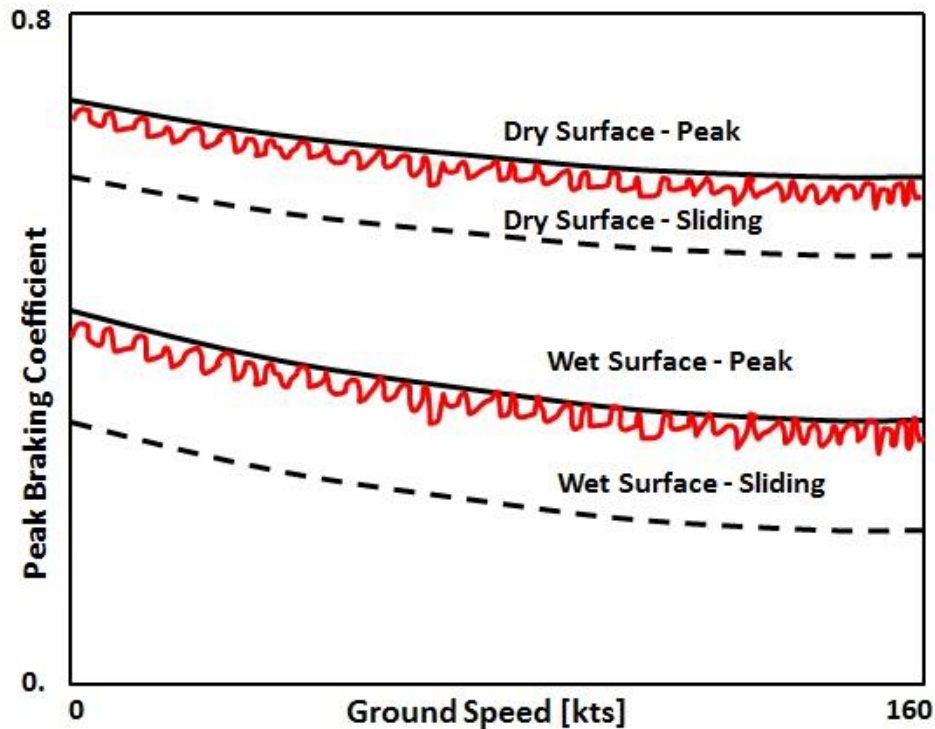 0.8
Dry Surface - Peak
Dry Surface - Sliding
Peak Braking Coefficient
Wet Surface - Peak
Wet Surface - Sliding
0.
0
Ground Speed [kts]
160